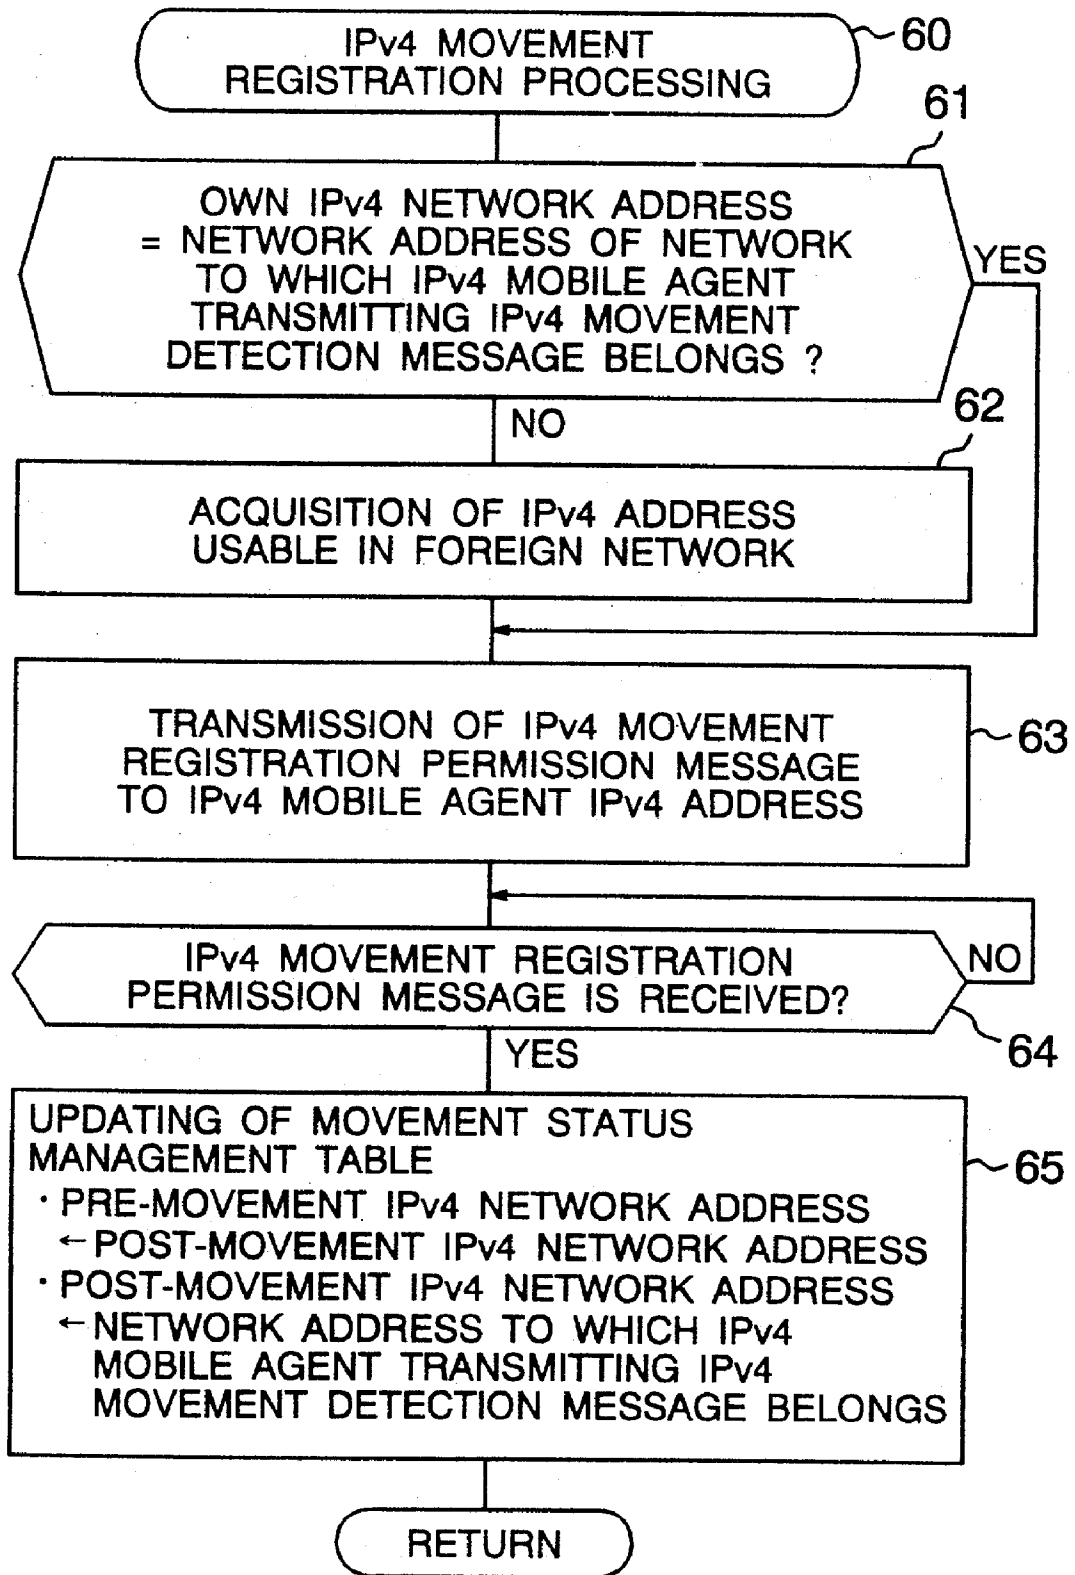 IPv4 MOVEMENT
REGISTRATION PROCESSING
60
61
OWN IPv4 NETWORK ADDRESS
= NETWORK ADDRESS OF NETWORK
TO WHICH IPv4 MOBILE AGENT
TRANSMITTING IPv4 MOVEMENT
DETECTION MESSAGE BELONGS ?
YES
NO
62
ACQUISITION OF IPv4 ADDRESS
USABLE IN FOREIGN NETWORK
TRANSMISSION OF IPv4 MOVEMENT
REGISTRATION PERMISSION MESSAGE
TO IPv4 MOBILE AGENT IPv4 ADDRESS
63
IPv4 MOVEMENT REGISTRATION
PERMISSION MESSAGE IS RECEIVED?
NO
64
YES
UPDATING OF MOVEMENT STATUS
MANAGEMENT TABLE
· PRE-MOVEMENT IPv4 NETWORK ADDRESS
← POST-MOVEMENT IPv4 NETWORK ADDRESS
· POST-MOVEMENT IPv4 NETWORK ADDRESS
← NETWORK ADDRESS TO WHICH IPv4
MOBILE AGENT TRANSMITTING IPv4
MOVEMENT DETECTION MESSAGE BELONGS
65
RETURN